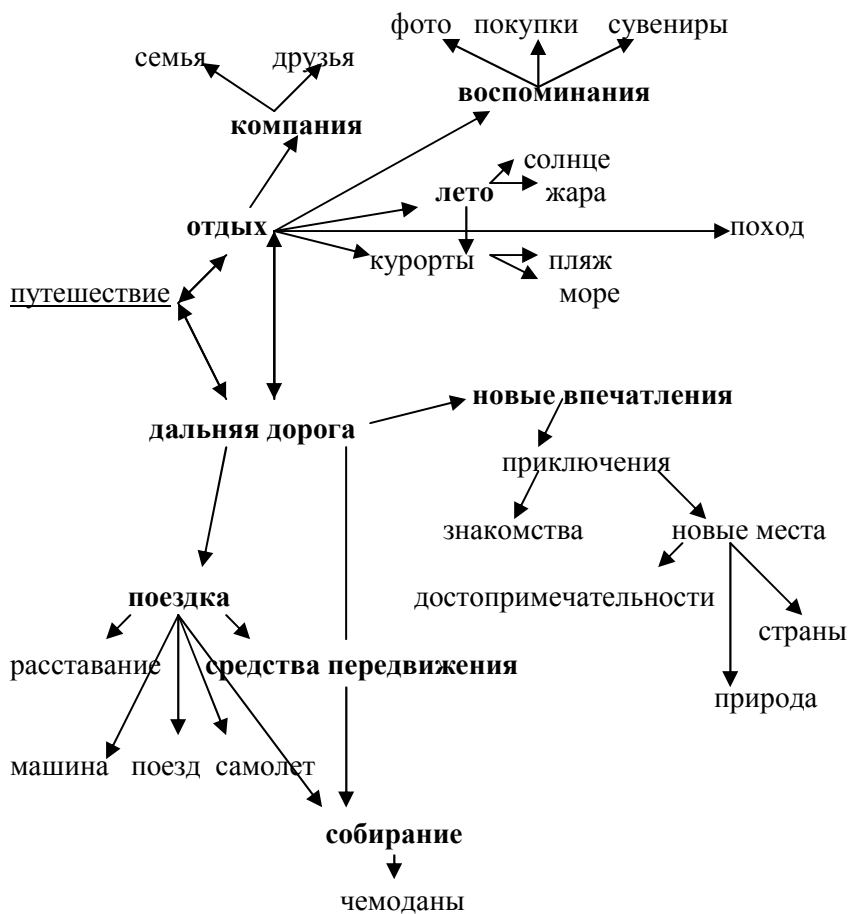 фото покупки сувениры
семья друзья
воспоминания
компания
солнце
лето жара
отдых поход
курорты пляж
путешествие море
новые впечатления
дальняя дорога
приключения
знакомства новые места
поездка достопримечательности
страны
расставание средства передвижения
природа
машина поезд самолет
собирание
чемоданы